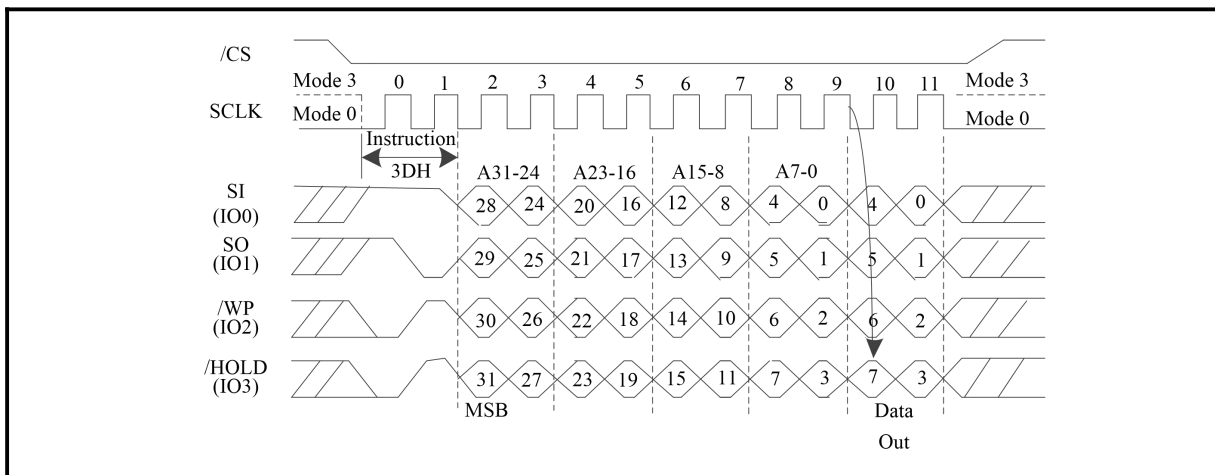 /CS
Mode 3 0 1 2 3 4 5 6 7 8 9 10 11 Mode 3
SCLK Mode 0 Mode 0
Instruction
3DH A31-24 A23-16 A15-8 A7-0
SI
(IO0) 28 24 20 16 12 8 4 0 4 0
SO
(IO1) 29 25 21 17 13 9 5 1 5 1
/WP
(IO2) 30 26 22 18 14 10 6 2 6 2
/HOLD
(IO3) 31 27 23 19 15 11 7 3 7 3
MSB Data
Out